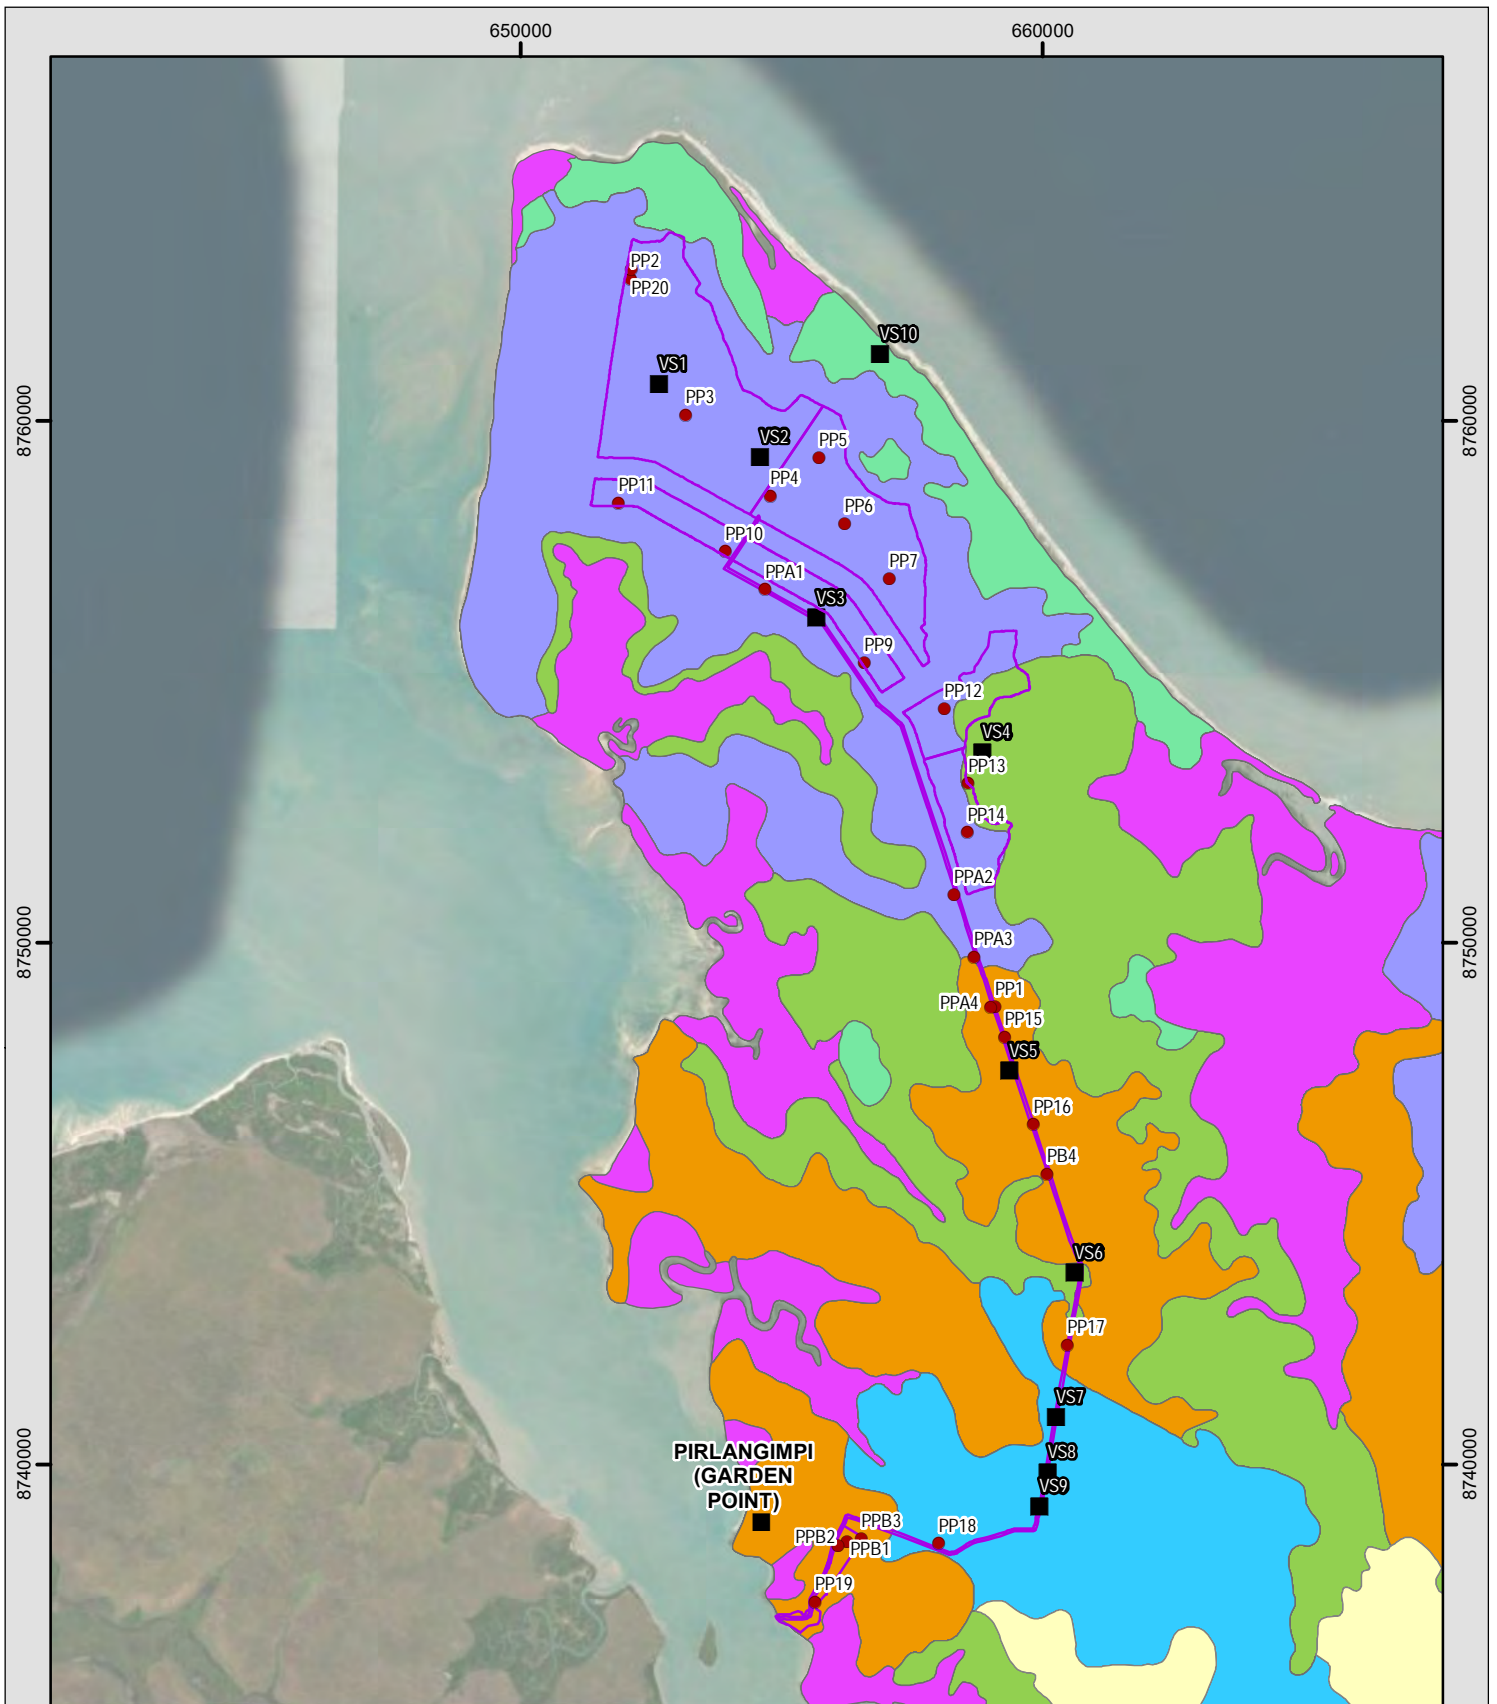 650000
660000
PP2
PP20
VS10
VS1
PP3
8760000
8760000
VS2
PP5
PP4
PP11
PP6
PP10
PP7
PPA1
VS3
PP9
PP12
VS4
PP13
PP14
PPA2
8750000
8750000
PPA3
PP1
PPA4
PP15
VS5
PP16
PB4
VS6
PP17
VS7
PIRLANGIMPI
(GARDEN
POINT)
VS8
8740000
8740000
VS9
PPB3
PP18
PPB2
PPB1
PP19